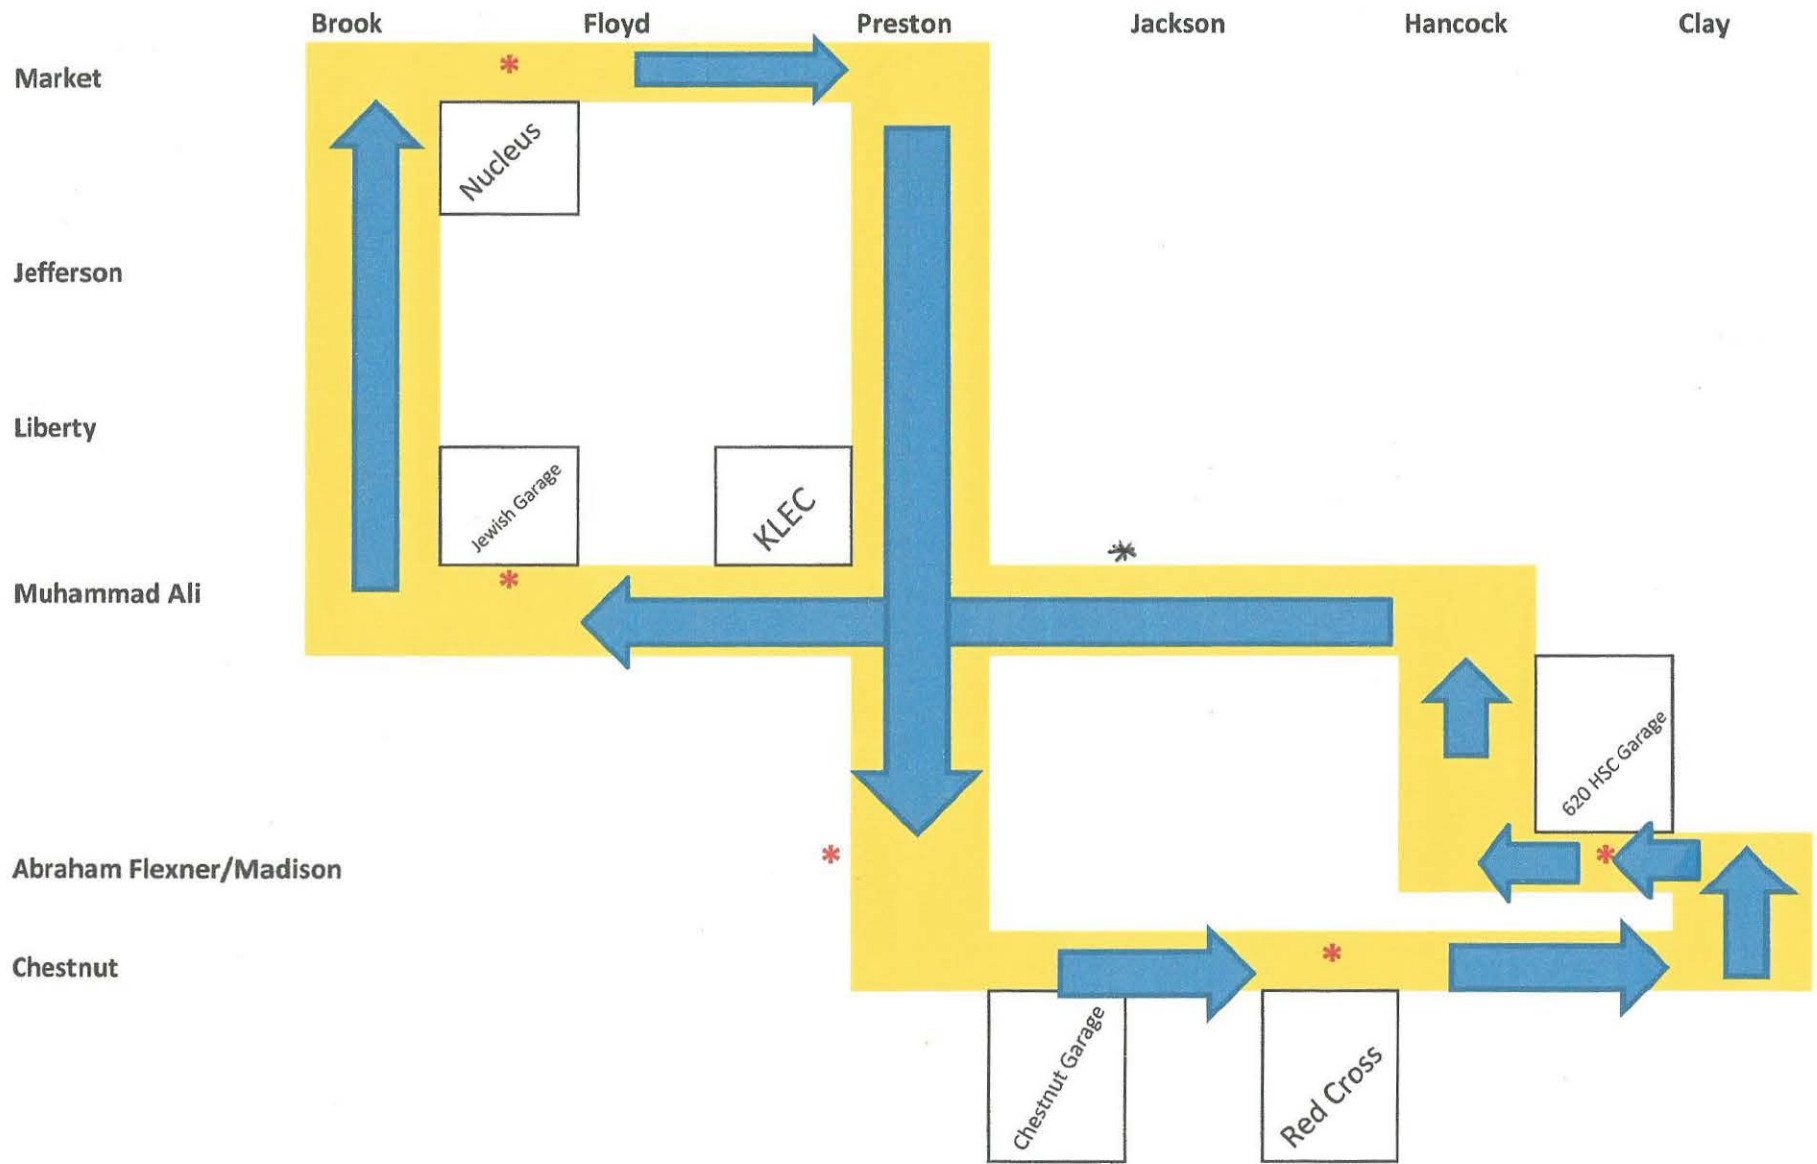 Brook Floyd Preston Jackson Hancock Clay
Market
*
Nucleus
Jefferson
Liberty
Jewish Garage
KLEC
*
Muhammad Ali
*
620 HSC Garage
Abraham Flexner/Madison
*
*
Chestnut
*
Chestnut Garage
Red Cross